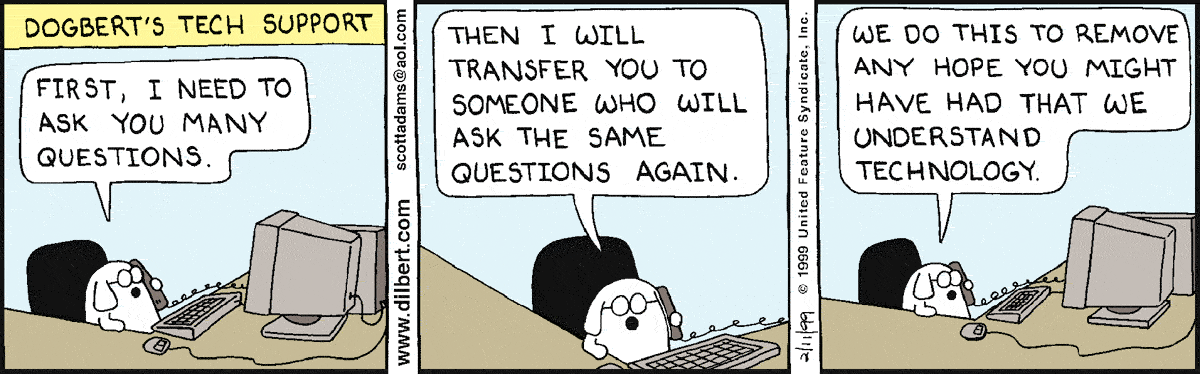 DOGBERT'S TECH SUPPORT
FIRST, I NEED TO
ASK YOU MANY
QUESTIONS.
www.dilbert.com scottadams@aol.com
THEN I WILL
TRANSFER YOU TO
SOMEONE WHO WILL
ASK THE SAME
QUESTIONS AGAIN.
2/11/99 © 1999 United Feature Syndicate, Inc.
WE DO THIS TO REMOVE
ANY HOPE YOU MIGHT
HAVE HAD THAT WE
UNDERSTAND
TECHNOLOGY.